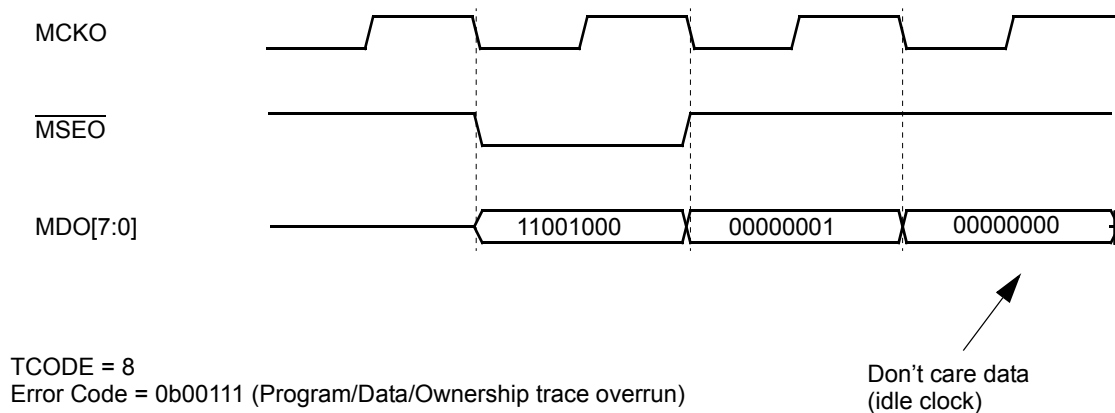 MCKO
MSEO
MDO[7:0]
11001000
00000001
00000000
TCODE = 8
Error Code = 0b00111 (Program/Data/Ownership trace overrun)
Don't care data
(idle clock)